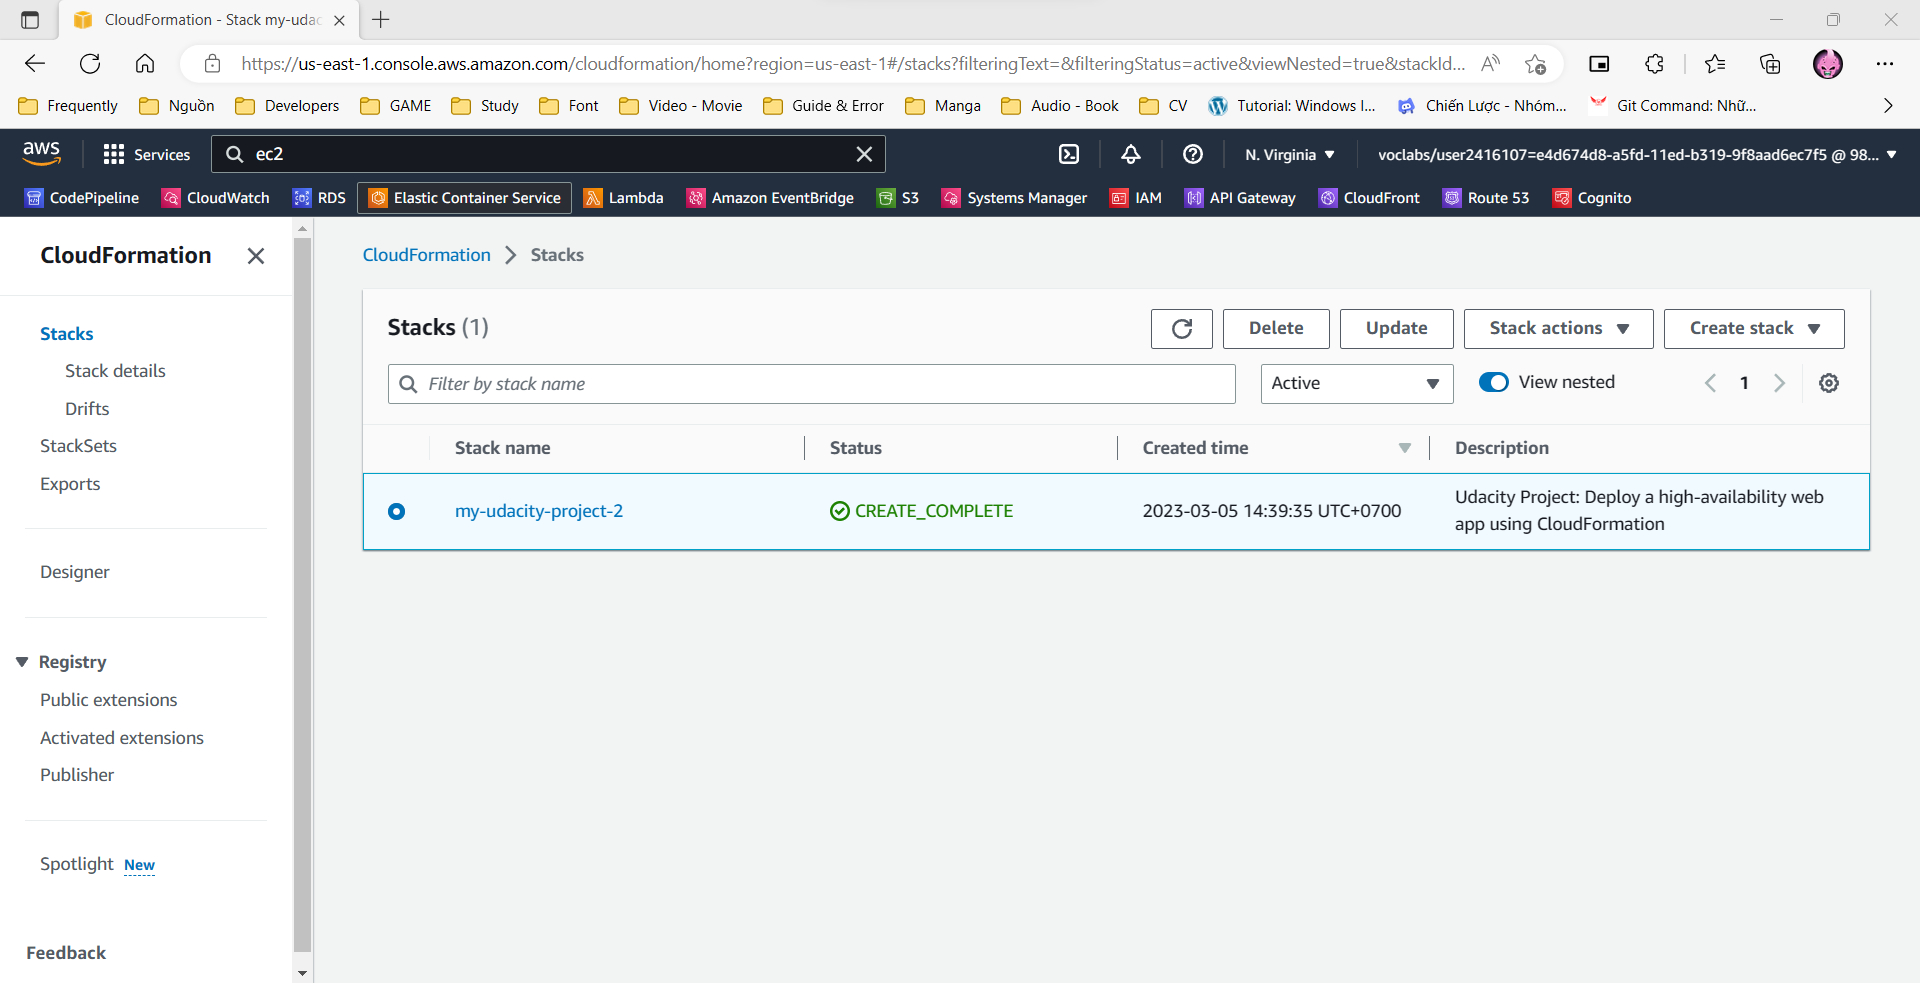 CloudFormation - Stack my-udac
https://us-east-1.console.aws.amazon.com/cloudformation/home?region=us-east-1#/stacks?filteringText=&filteringStatus=active&viewNested=true&stackId...
Frequently Nguồn Developers GAME Study Font Video - Movie Guide & Error Manga Audio - Book CV Tutorial: Windows I... Chiến Lược - Nhóm... Git Command: Nhữ...
aws Services ec2 N. Virginia voclabs/user2416107=e4d674d8-a5fd-11ed-b319-9f8aad6ec7f5 @ 98...
CodePipeline CloudWatch RDS Elastic Container Service Lambda Amazon EventBridge S3 Systems Manager IAM API Gateway CloudFront Route 53 Cognito
CloudFormation
Stacks
Stack details
Drifts
StackSets
Exports
Designer
Registry
Public extensions
Activated extensions
Publisher
Spotlight New
Feedback
CloudFormation Stacks
Stacks (1) Delete Update Stack actions Create stack
Filter by stack name Active View nested 1
Stack name Status Created time Description
my-udacity-project-2 CREATE_COMPLETE 2023-03-05 14:39:35 UTC+0700 Udacity Project: Deploy a high-availability web
app using CloudFormation